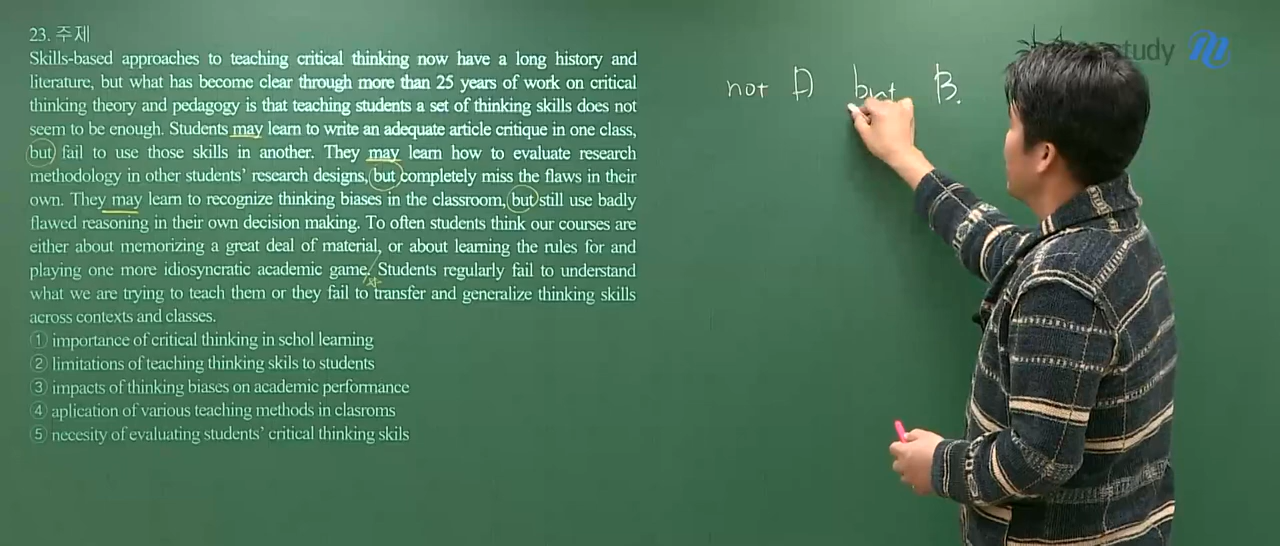 23. 주제
Skills-based approaches to teaching critical thinking now have a long history and
literature, but what has become clear through more than 25 years of work on critical
thinking theory and pedagogy is that teaching students a set of thinking skills does not
seem to be enough. Students may learn to write an adequate article critique in one class,
but fail to use those skills in another. They may learn how to evaluate research
methodology in other students' research designs, but completely miss the flaws in their
own. They may learn to recognize thinking biases in the classroom, but still use badly
flawed reasoning in their own decision making. To often students think our courses are
either about memorizing a great deal of material, or about learning the rules for and
playing one more idiosyncratic academic game. Students regularly fail to understand
what we are trying to teach them or they fail to transfer and generalize thinking skills
across contexts and classes.
① importance of critical thinking in schol learning
② limitations of teaching thinking skils to students
③ impacts of thinking biases on academic performance
④ aplication of various teaching methods in clasroms
⑤ necesity of evaluating students' critical thinking skils
not A but B.
study